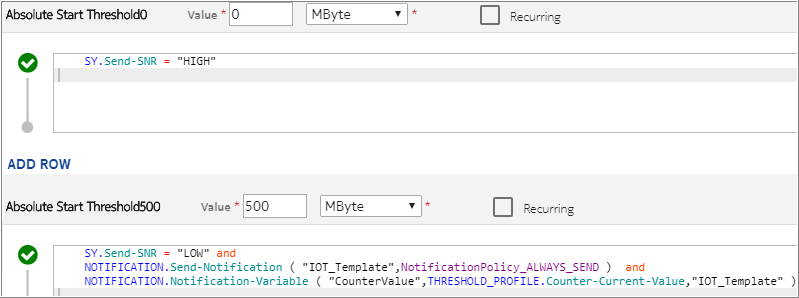 Absolute Start Threshold0 Value * 0 MByte * Recurring
SY.Send-SNR = "HIGH"
ADD ROW
Absolute Start Threshold500 Value * 500 MByte * Recurring
SY.Send-SNR = "LOW" and
NOTIFICATION.Send-Notification ( "IOT_Template",NotificationPolicy_ALWAYS_SEND )  and
NOTIFICATION.Notification-Variable ( "CounterValue",THRESHOLD_PROFILE.Counter-Current-Value,"IOT_Template" )